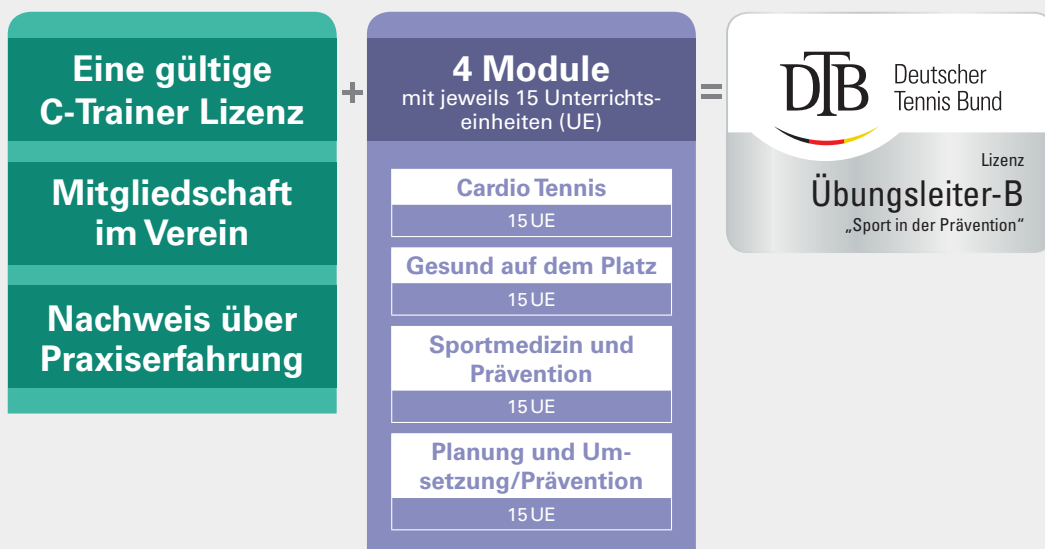 Eine gültige
C-Trainer Lizenz
Mitgliedschaft
im Verein
Nachweis über
Praxiserfahrung
+
4 Module
mit jeweils 15 Unterrichts-
einheiten (UE)
Cardio Tennis
15 UE
Gesund auf dem Platz
15 UE
Sportmedizin und
Prävention
15 UE
Planung und Um-
setzung/Prävention
15 UE
=
DTB
Deutscher
Tennis Bund
Lizenz
Übungsleiter-B
„Sport in der Prävention“